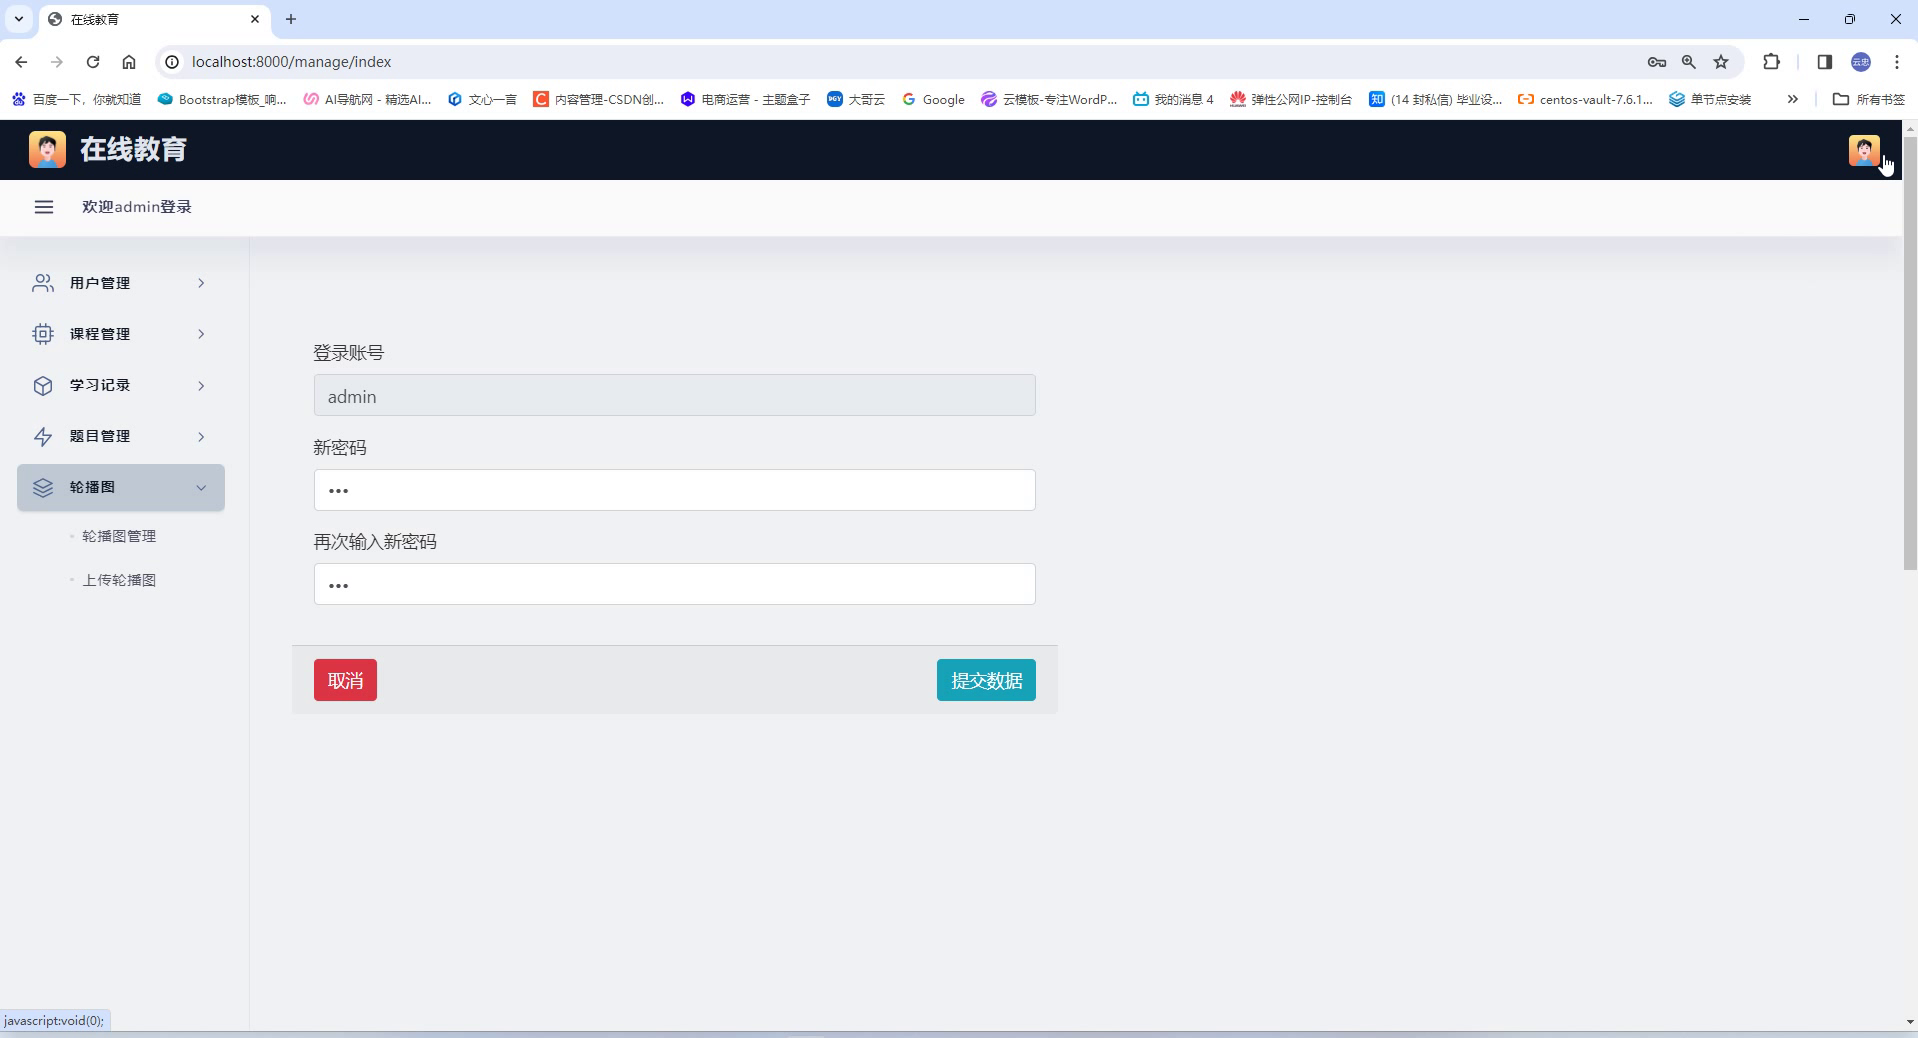 在线教育
localhost:8000/manage/index
百度一下，你就知道
Bootstrap模板_响...
AI导航网 - 精选AI...
文心一言
内容管理-CSDN创...
电商运营 - 主题盒子
大哥云
Google
云模板-专注WordP...
我的消息 4
弹性公网IP-控制台
(14 封私信) 毕业设...
centos-vault-7.6.1...
单节点安装
所有书签
在线教育
欢迎admin登录
用户管理
课程管理
学习记录
题目管理
轮播图
轮播图管理
上传轮播图
登录账号
admin
新密码
•••
再次输入新密码
•••
取消
提交数据
javascript:void(0);